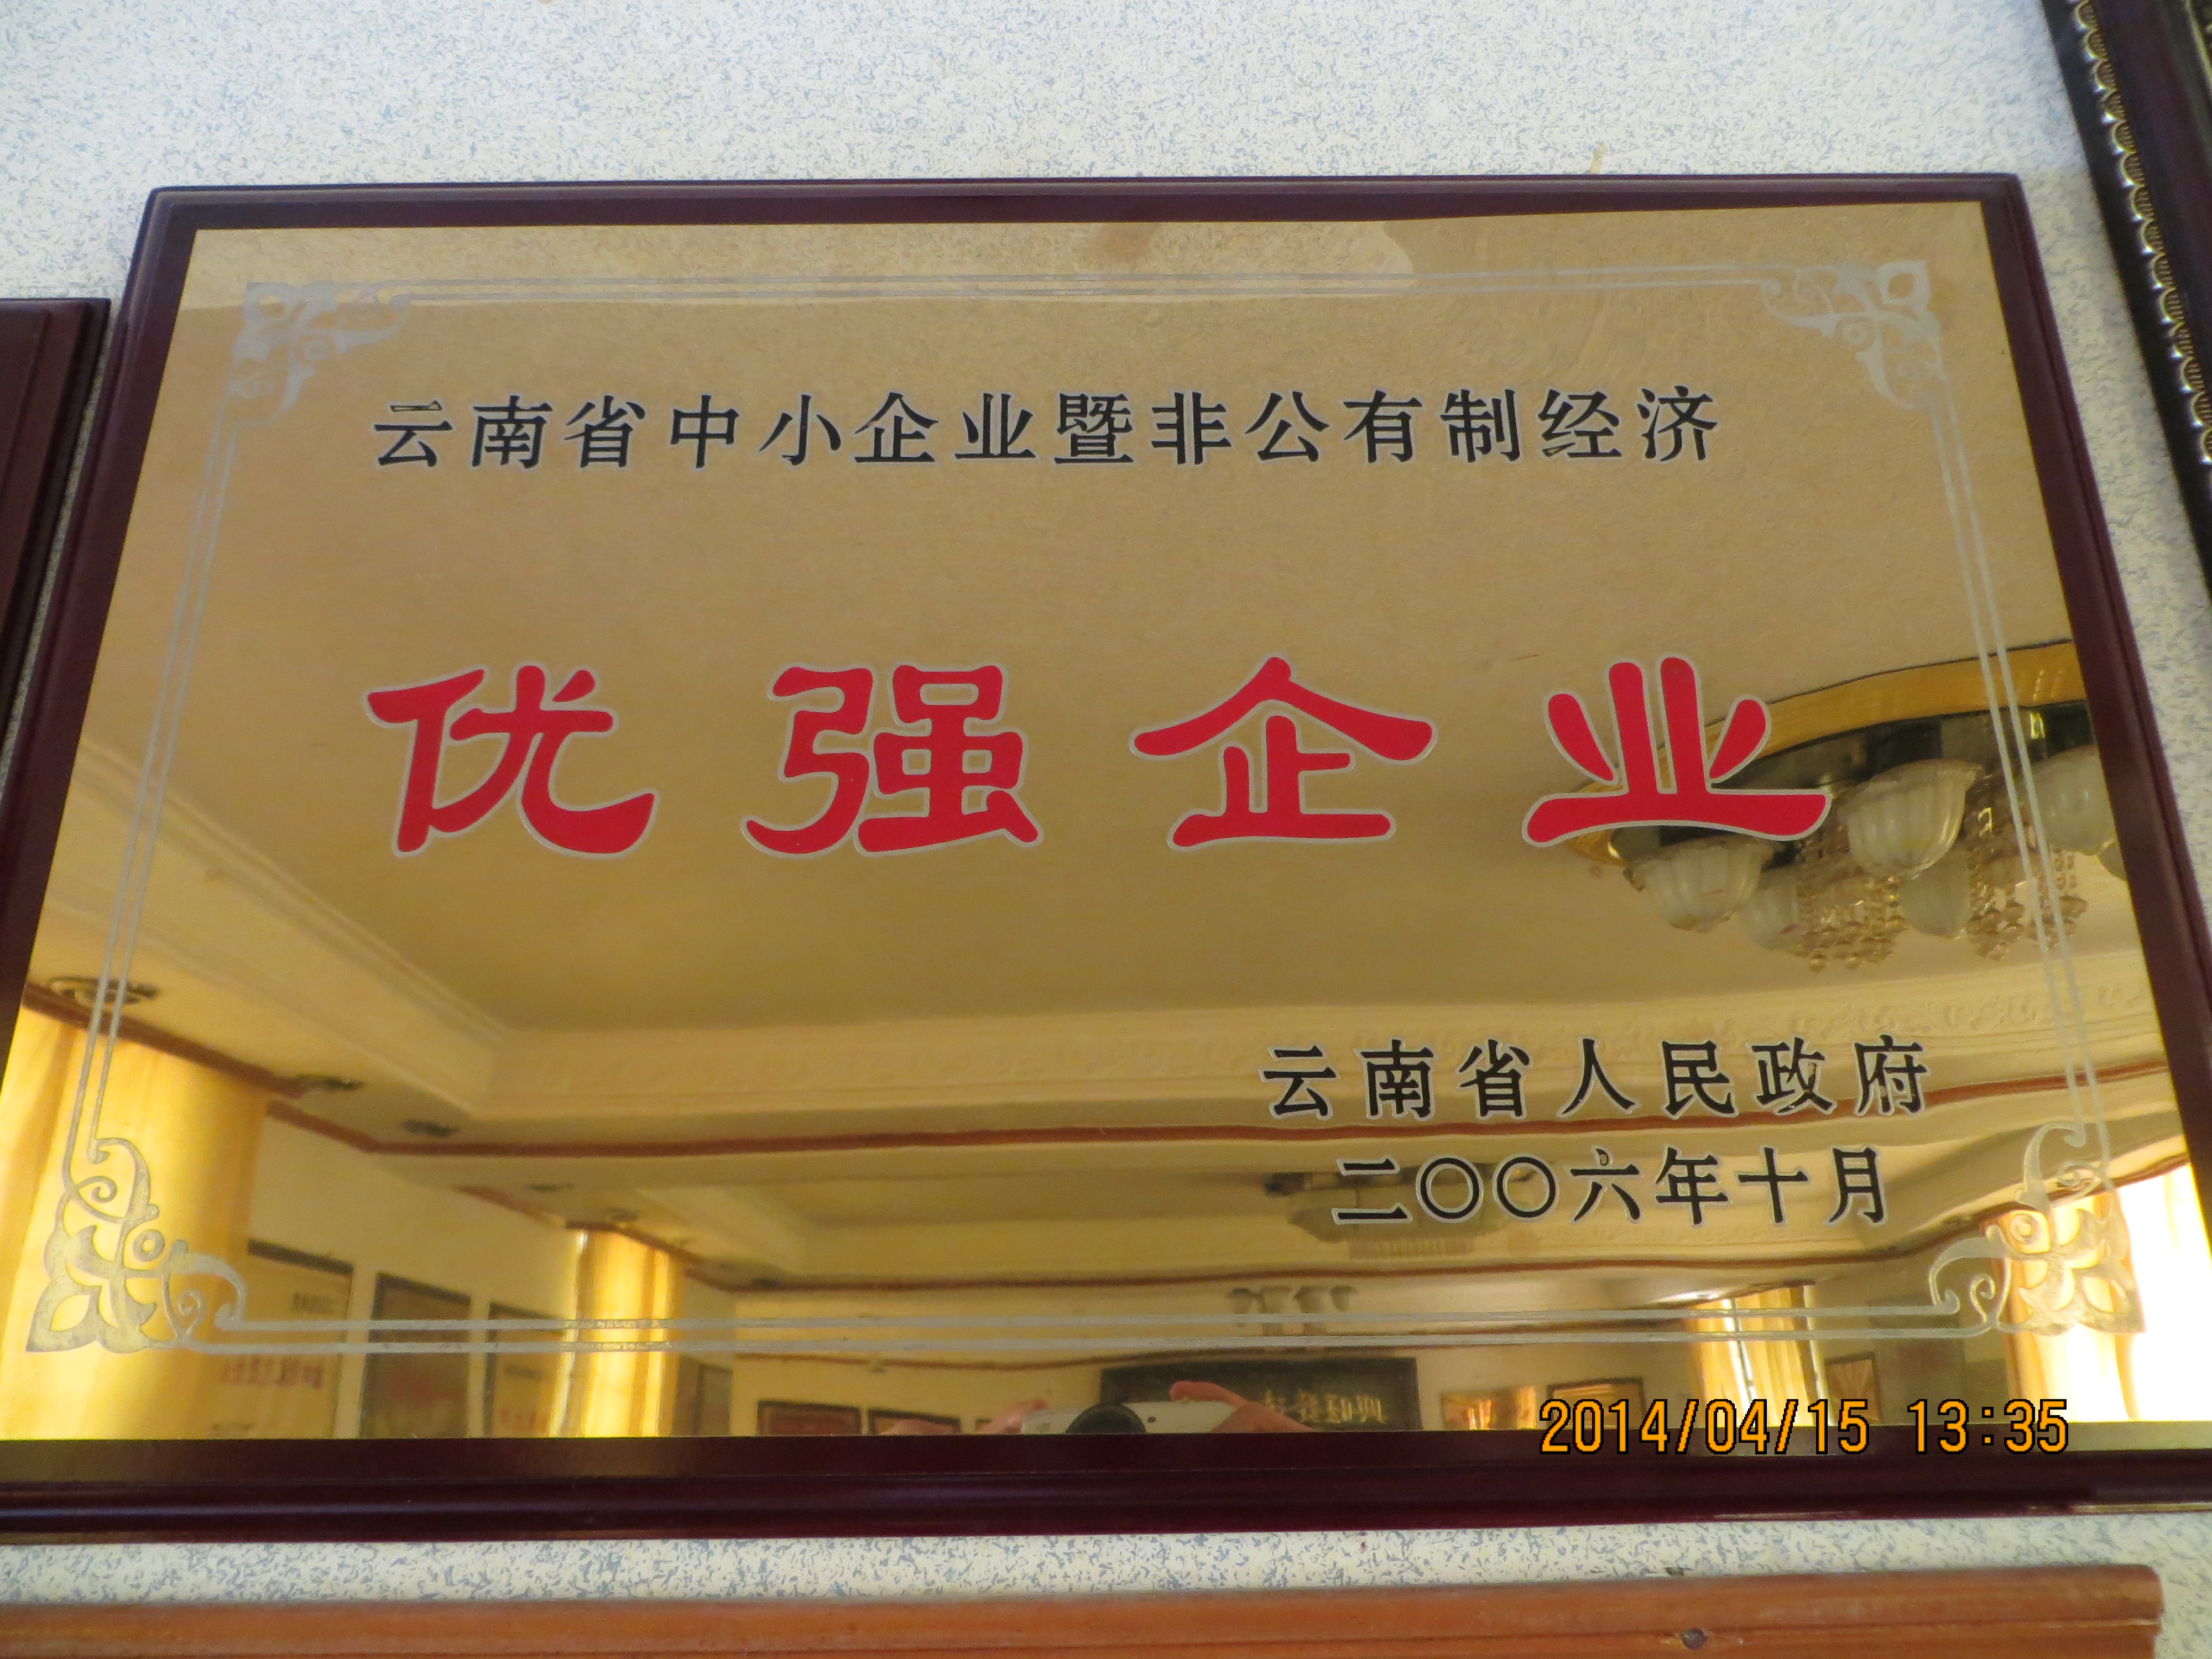 云南省中小企业暨非公有制经济
优强企业
云南省人民政府
二〇〇六年十月
2014/04/15 13:35